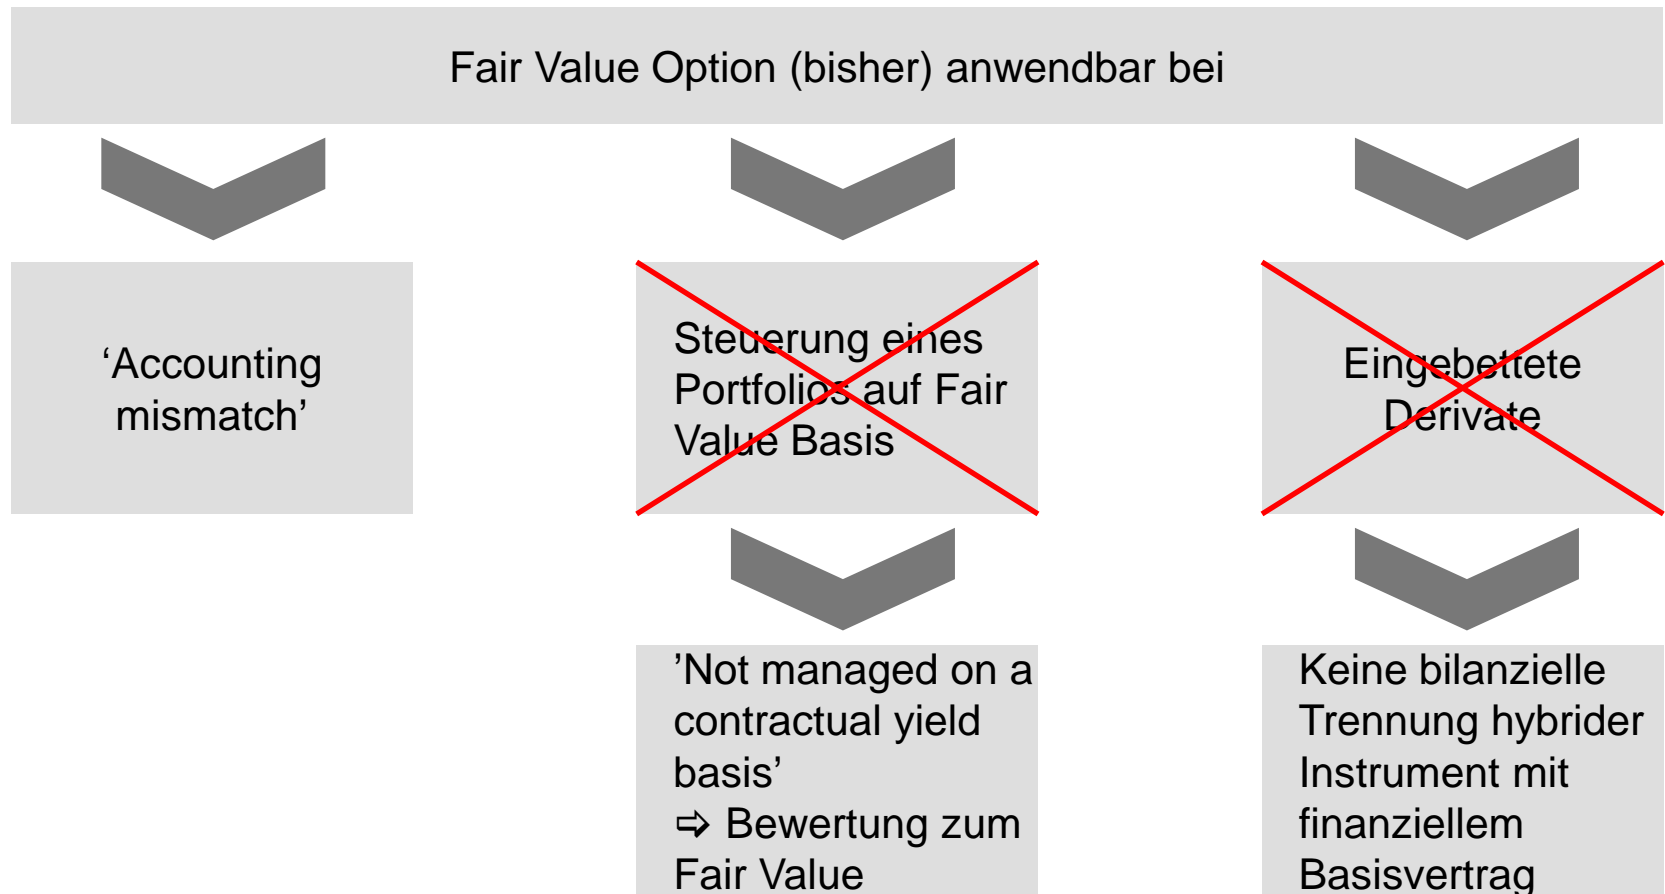 Fair Value Option (bisher) anwendbar bei
‘Accounting
mismatch’
Steuerung eines
Portfolios auf Fair
Value Basis
Eingebettete
Derivate
’Not managed on a
contractual yield
basis’
⇨ Bewertung zum
Fair Value
Keine bilanzielle
Trennung hybrider
Instrument mit
finanziellem
Basisvertrag